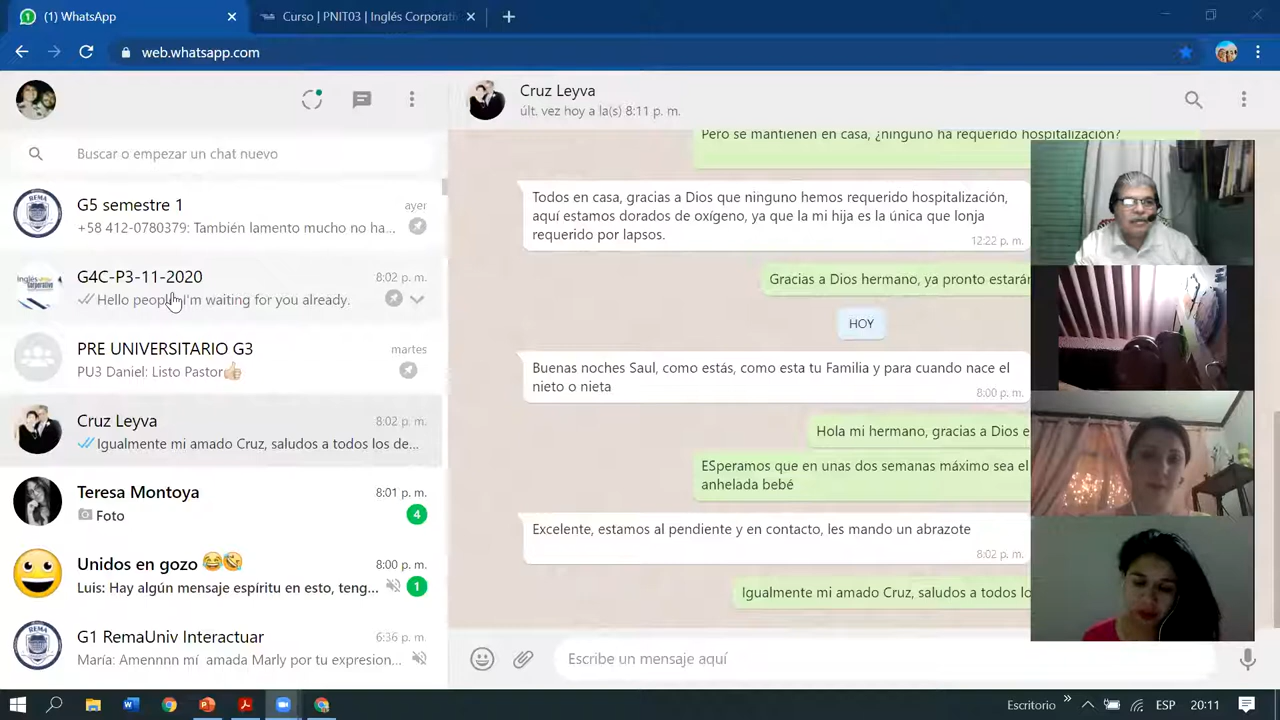 (1) WhatsApp
Curso | PNIT03 | Inglés Corporati
web.whatsapp.com
Cruz Leyva
últ. vez hoy a la(s) 8:11 p. m.
Buscar o empezar un chat nuevo
G5 semestre 1
ayer
+58 412-0780379: También lamento mucho no ha...
G4C-P3-11-2020
8:02 p. m.
Hello people I'm waiting for you already.
PRE UNIVERSITARIO G3
martes
PU3 Daniel: Listo Pastor
Cruz Leyva
8:02 p. m.
Igualmente mi amado Cruz, saludos a todos los de...
Teresa Montoya
8:01 p. m.
Foto
4
Unidos en gozo
8:00 p. m.
Luis: Hay algún mensaje espíritu en esto, teng...
1
G1 RemaUniv Interactuar
6:36 p. m.
María: Amennnn mí amada Marly por tu expresion...
Pero se mantienen en casa, ¿ninguno ha requerido hospitalización?
Todos en casa, gracias a Dios que ninguno hemos requerido hospitalización,
aquí estamos dorados de oxígeno, ya que la mi hija es la única que lonja
requerido por lapsos.
12:22 p. m.
Gracias a Dios hermano, ya pronto estarán
HOY
Buenas noches Saul, como estás, como esta tu Familia y para cuando nace el
nieto o nieta
8:00 p. m.
Hola mi hermano, gracias a Dios e
ESperamos que en unas dos semanas máximo sea el
anhelada bebé
Excelente, estamos al pendiente y en contacto, les mando un abrazote
8:02 p. m.
Igualmente mi amado Cruz, saludos a todos lo
Escribe un mensaje aquí
Escritorio
ESP
20:11